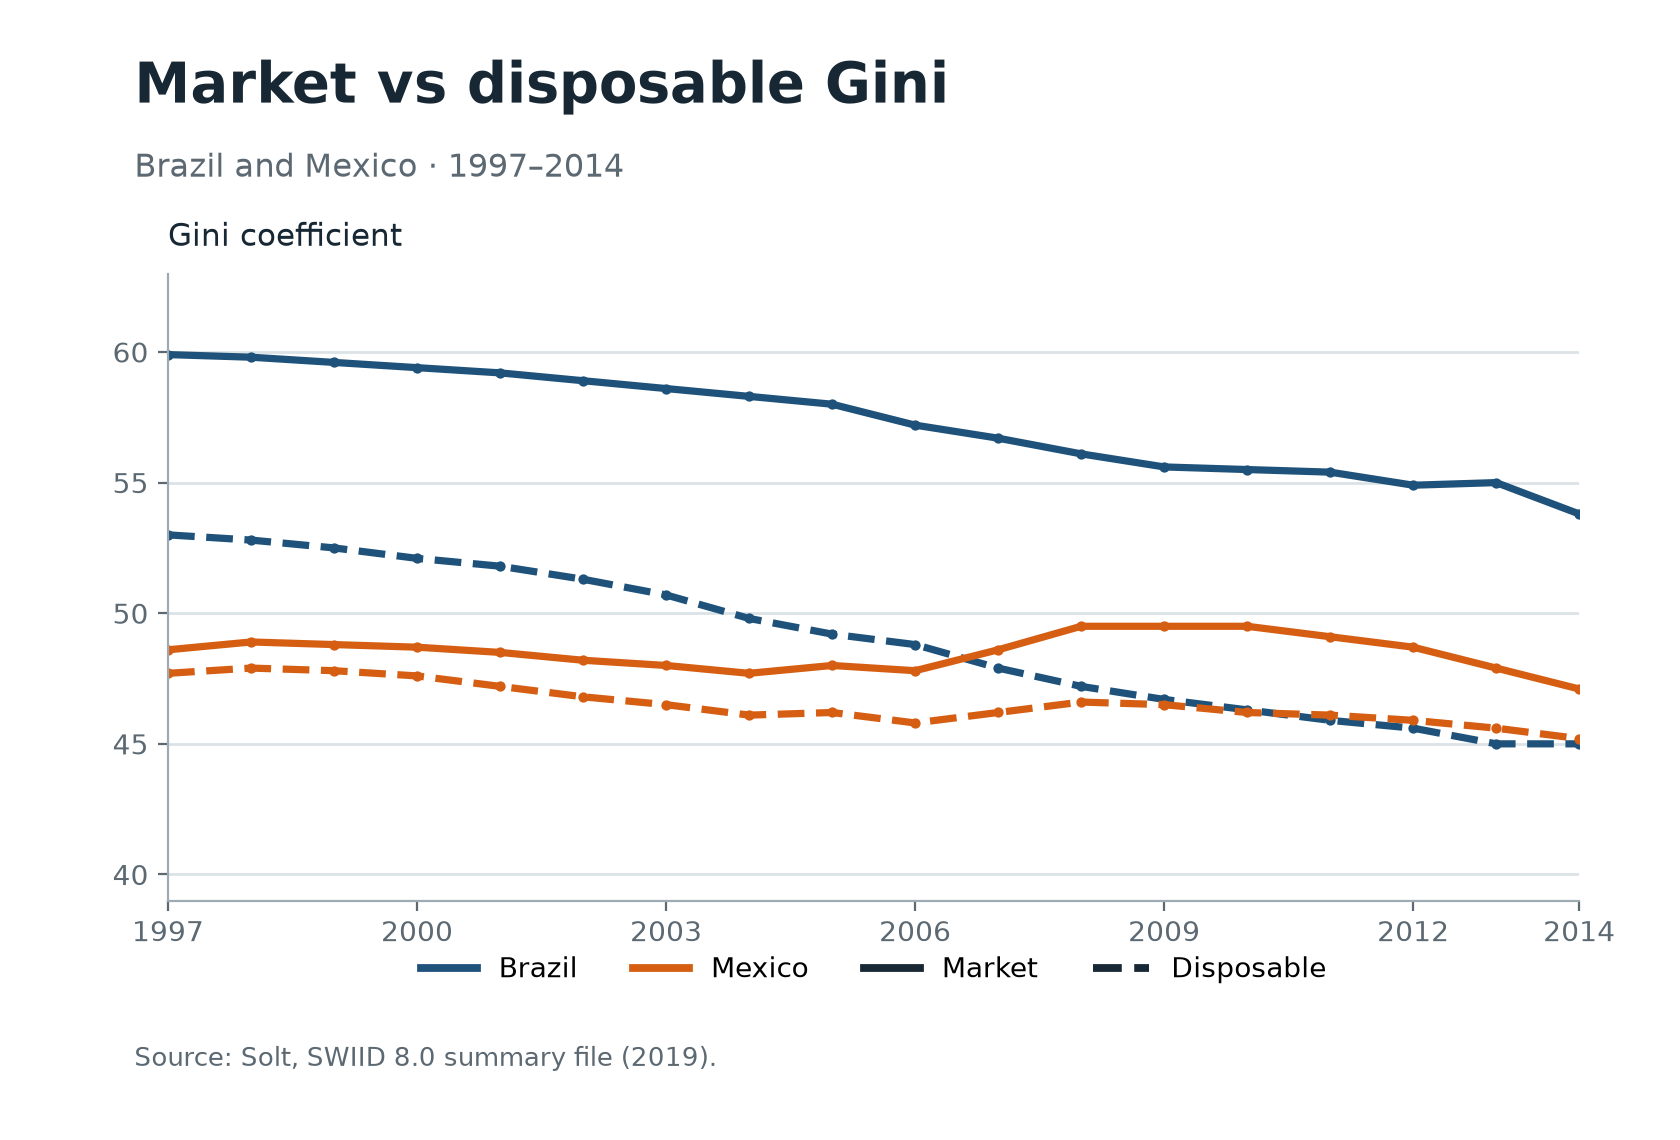 Market vs disposable Gini
Brazil and Mexico · 1997–2014
Gini coefficient
60
55
50
45
40
1997 2000 2003 2006 2009 2012 2014
Brazil Mexico Market Disposable
Source: Solt, SWIID 8.0 summary file (2019).